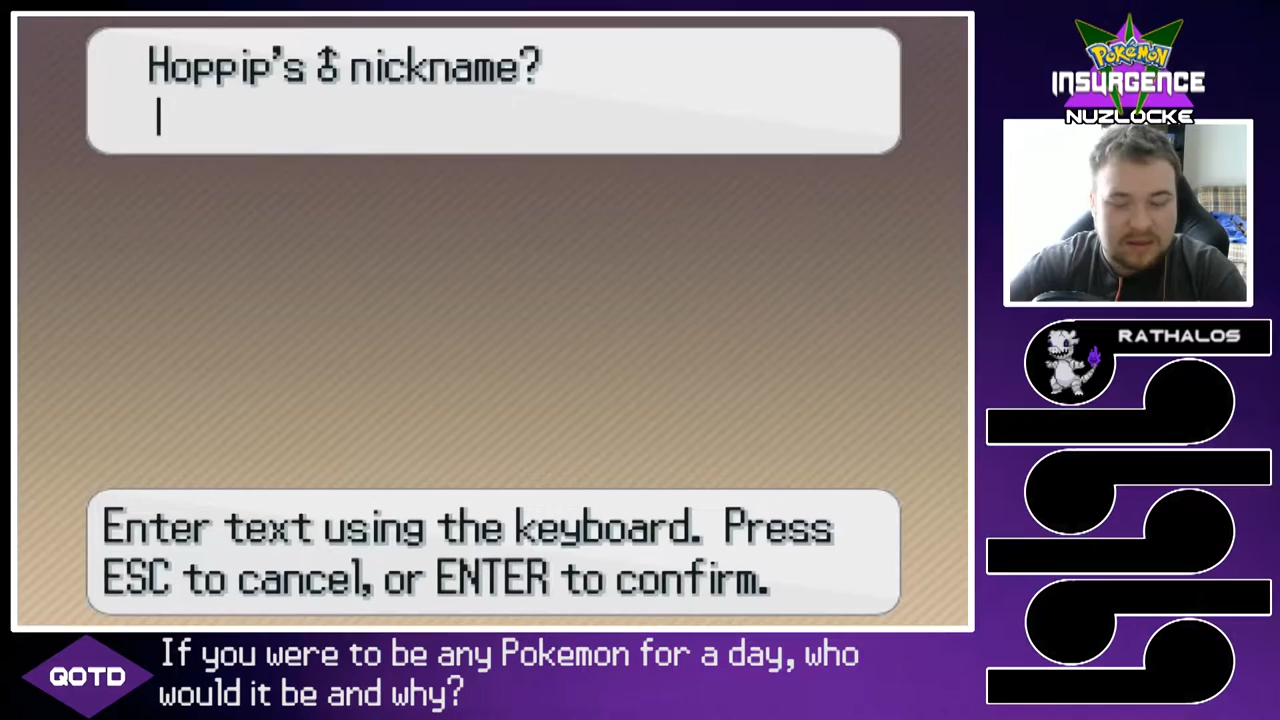 Hoppip's ♂ nickname?
Enter text using the keyboard. Press
ESC to cancel, or ENTER to confirm.
POKéMON
INSURGENCE
NUZLOCKE
RATHALOS
QOTD
If you were to be any Pokemon for a day, who
would it be and why?